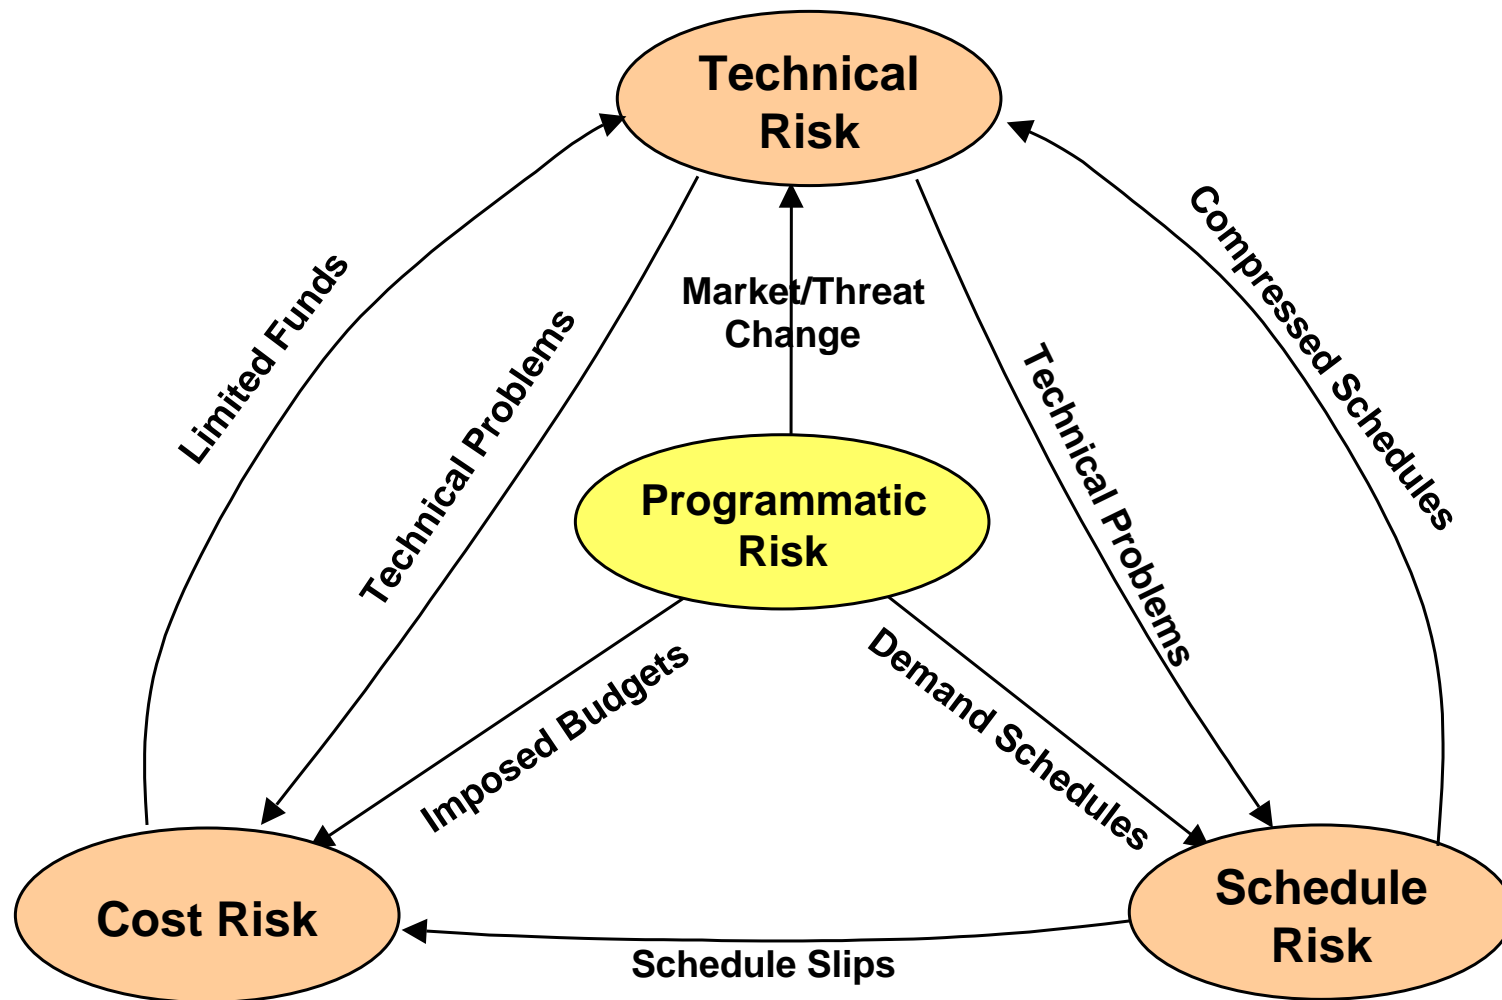 Technical
Risk
Limited Funds
Technical Problems
Market/Threat
Change
Technical Problems
Compressed Schedules
Programmatic
Risk
Imposed Budgets
Demand Schedules
Cost Risk
Schedule Slips
Schedule
Risk